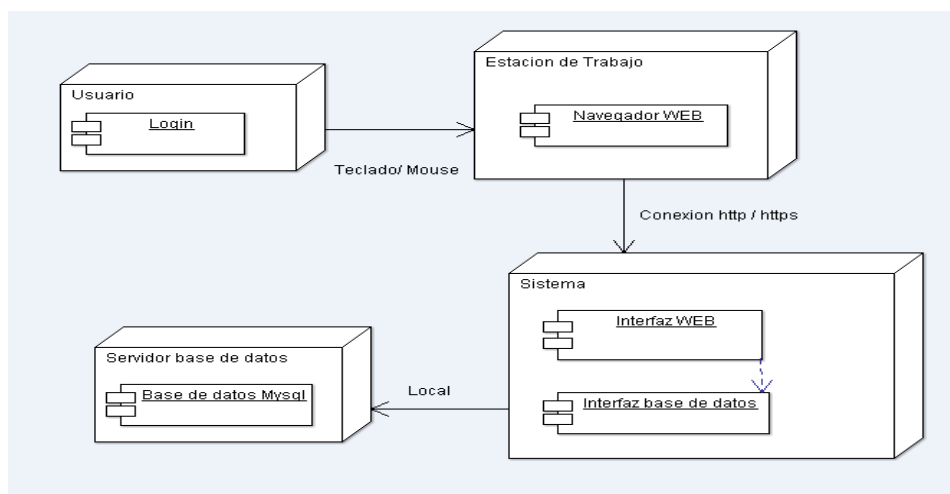 Usuario
Login
Teclado/ Mouse
Estacion de Trabajo
Navegador WEB
Conexion http / https
Sistema
Interfaz WEB
Interfaz base de datos
Local
Servidor base de datos
Base de datos Mysql